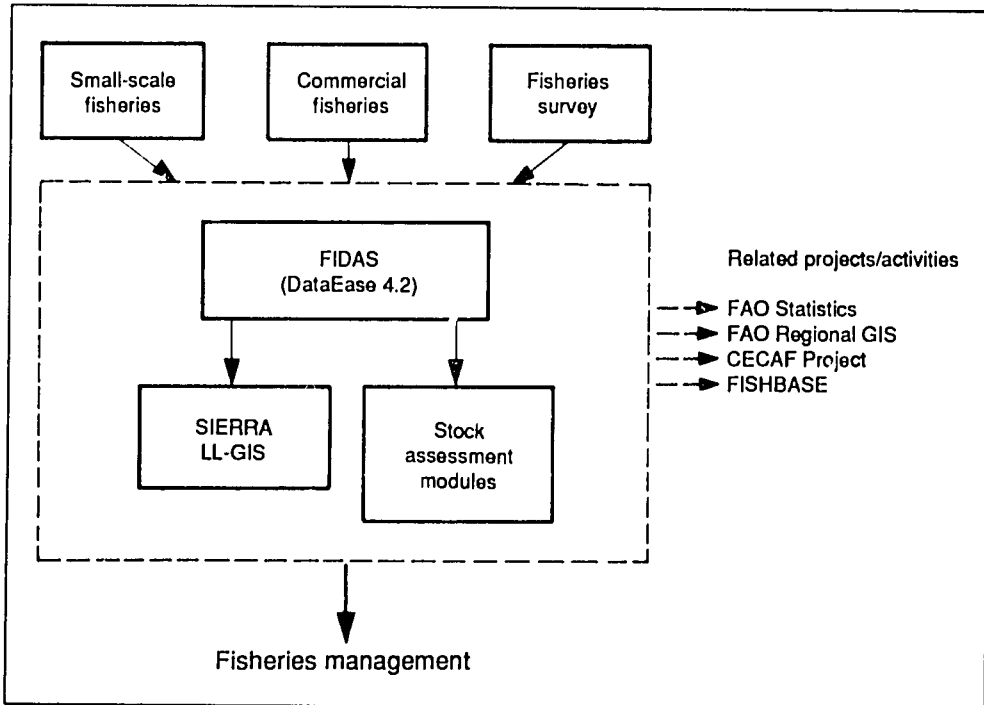 Small-scale
fisheries
Commercial
fisheries
Fisheries
survey
FIDAS
(DataEase 4.2)
SIERRA
LL-GIS
Stock
assessment
modules
Related projects/activities
FAO Statistics
FAO Regional GIS
CECAF Project
FISHBASE
Fisheries management